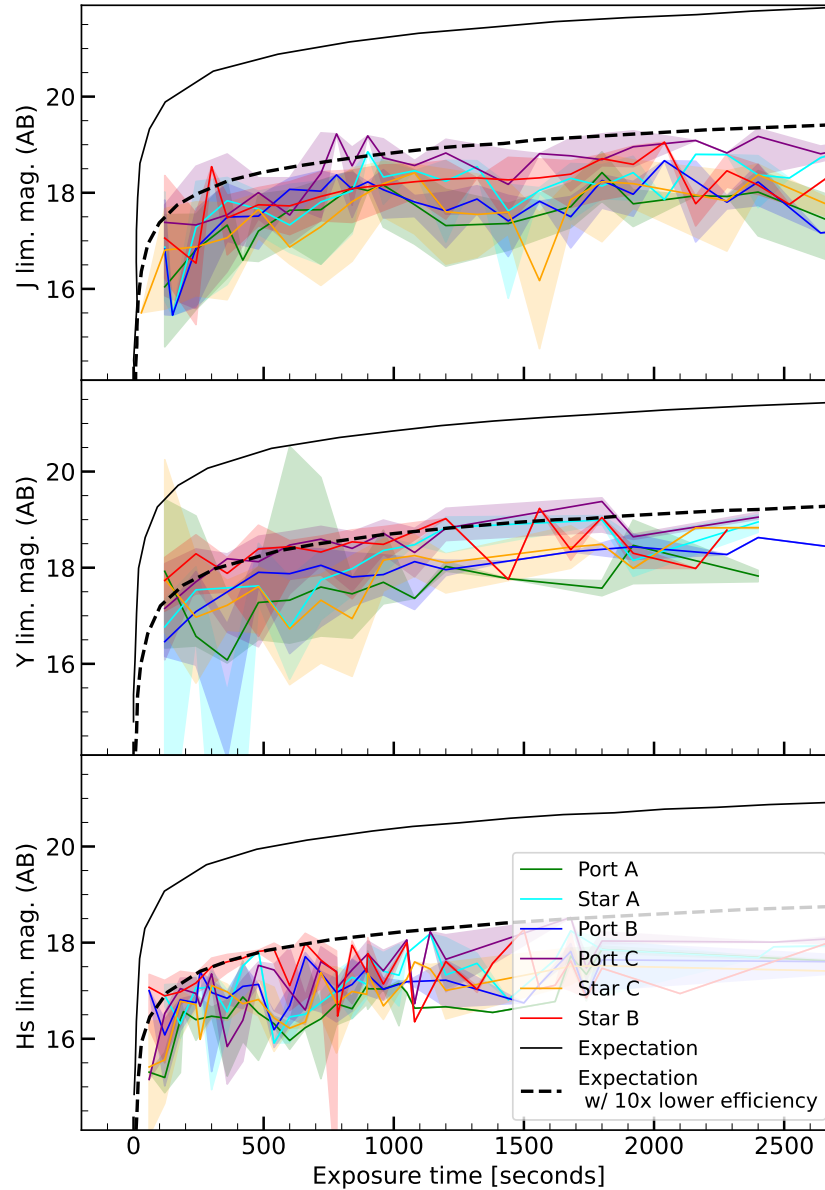 J lim. mag. (AB)
20
18
16
Y lim. mag. (AB)
20
18
16
Hs lim. mag. (AB)
20
18
16
Port A
Star A
Port B
Port C
Star C
Star B
Expectation
Expectation
w/ 10x lower efficiency
0
500
1000
1500
2000
2500
Exposure time [seconds]